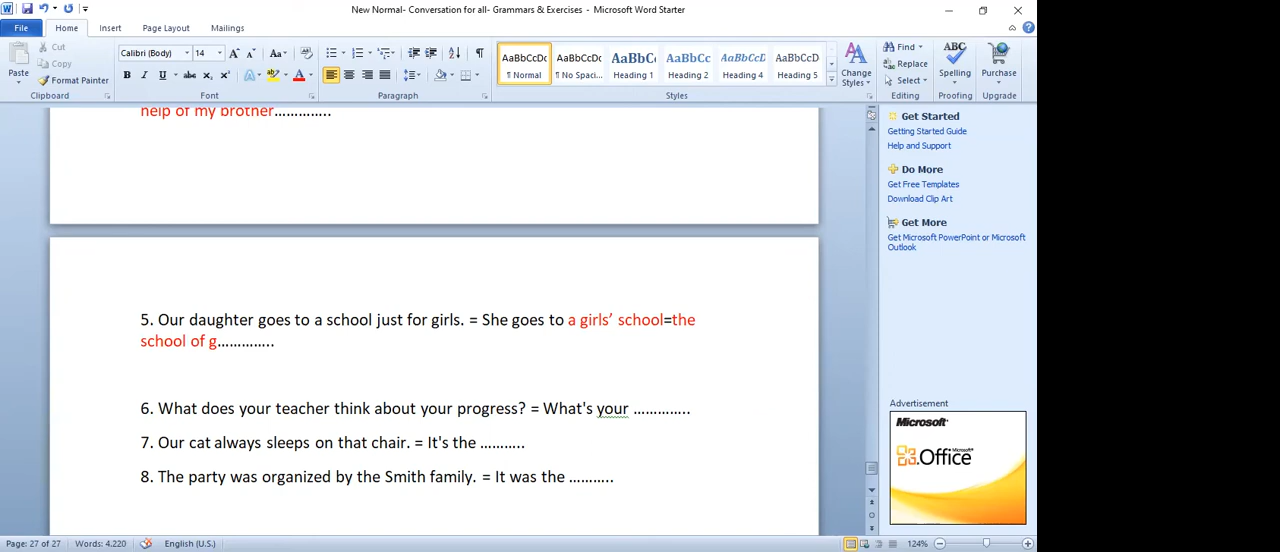 New Normal- Conversation for all- Grammars & Exercises - Microsoft Word Starter
File Home Insert Page Layout Mailings
Cut
Copy
Format Painter
Paste
Clipboard
Calibri (Body) 14
Font
Paragraph
AaBbCcDc AaBbCcDc AaBbCc AaBbCc AaBbCcD AaBbCcD
¶ Normal ¶ No Spaci... Heading 1 Heading 2 Heading 4 Heading 5
Change Styles
Styles
Find
Replace
Select
Editing
Spelling
Proofing
Purchase
Upgrade
help of my brother…………..
5. Our daughter goes to a school just for girls. = She goes to a girls’ school=the
school of g…………..
6. What does your teacher think about your progress? = What's your …………..
7. Our cat always sleeps on that chair. = It's the ………..
8. The party was organized by the Smith family. = It was the ………..
Get Started
Getting Started Guide
Help and Support
Do More
Get Free Templates
Download Clip Art
Get More
Get Microsoft PowerPoint or Microsoft
Outlook
Advertisement
Microsoft
Office
Page: 27 of 27 Words: 4.220 English (U.S.) 124%